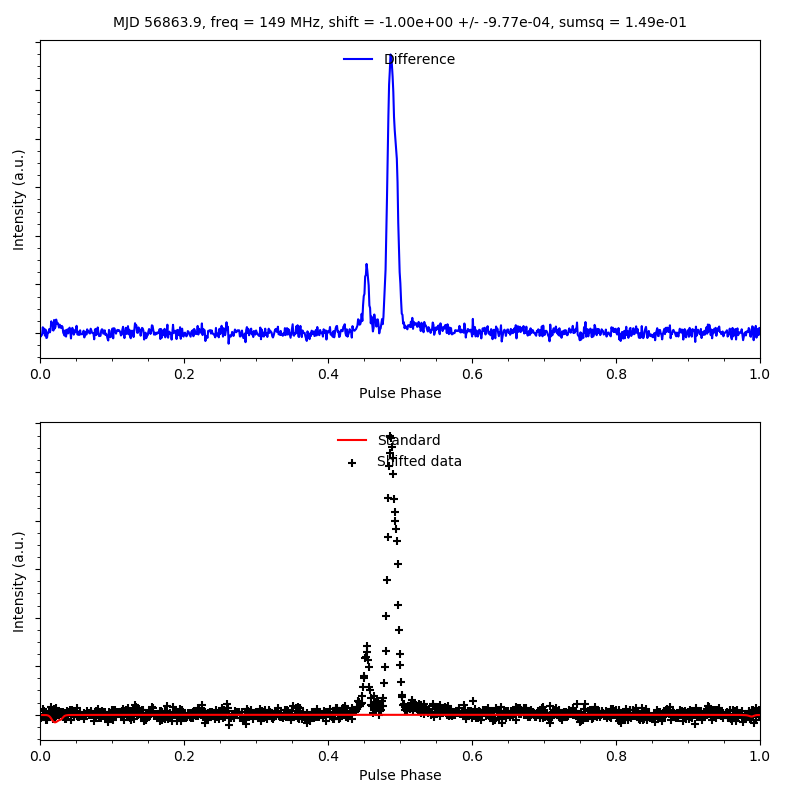 MJD 56863.9, freq = 149 MHz, shift = -1.00e+00 +/- -9.77e-04, sumsq = 1.49e-01
Difference
Intensity (a.u.)
0.0 0.2 0.4 0.6 0.8 1.0
Pulse Phase
Standard
Shifted data
Intensity (a.u.)
0.0 0.2 0.4 0.6 0.8 1.0
Pulse Phase